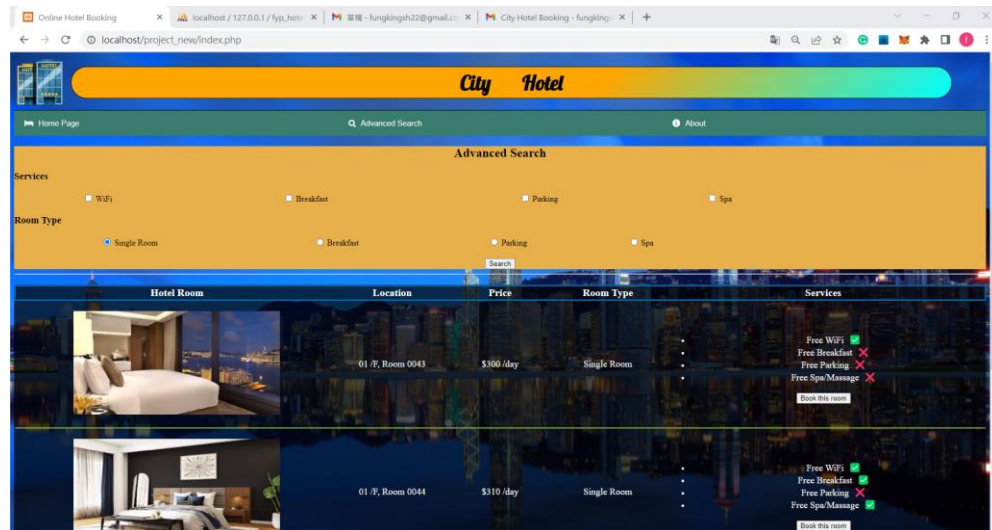 Online Hotel Booking
localhost / 127.0.0.1 / fyp_hote
- fungkingsh22@gmail.co
City Hotel Booking - fungkings
localhost/project_new/index.php
City Hotel
Home Page
Advanced Search
About
Advanced Search
Services
WiFi
Breakfast
Parking
Spa
Room Type
Single Room
Breakfast
Parking
Spa
Search
Hotel Room
Location
Price
Room Type
Services
01 /F, Room 0043
$300 /day
Single Room
Free WiFi ✅
Free Breakfast ❌
Free Parking ❌
Free Spa/Massage ❌
Book this room
01 /F, Room 0044
$310 /day
Single Room
Free WiFi ✅
Free Breakfast ✅
Free Parking ❌
Free Spa/Massage ✅
Book this room